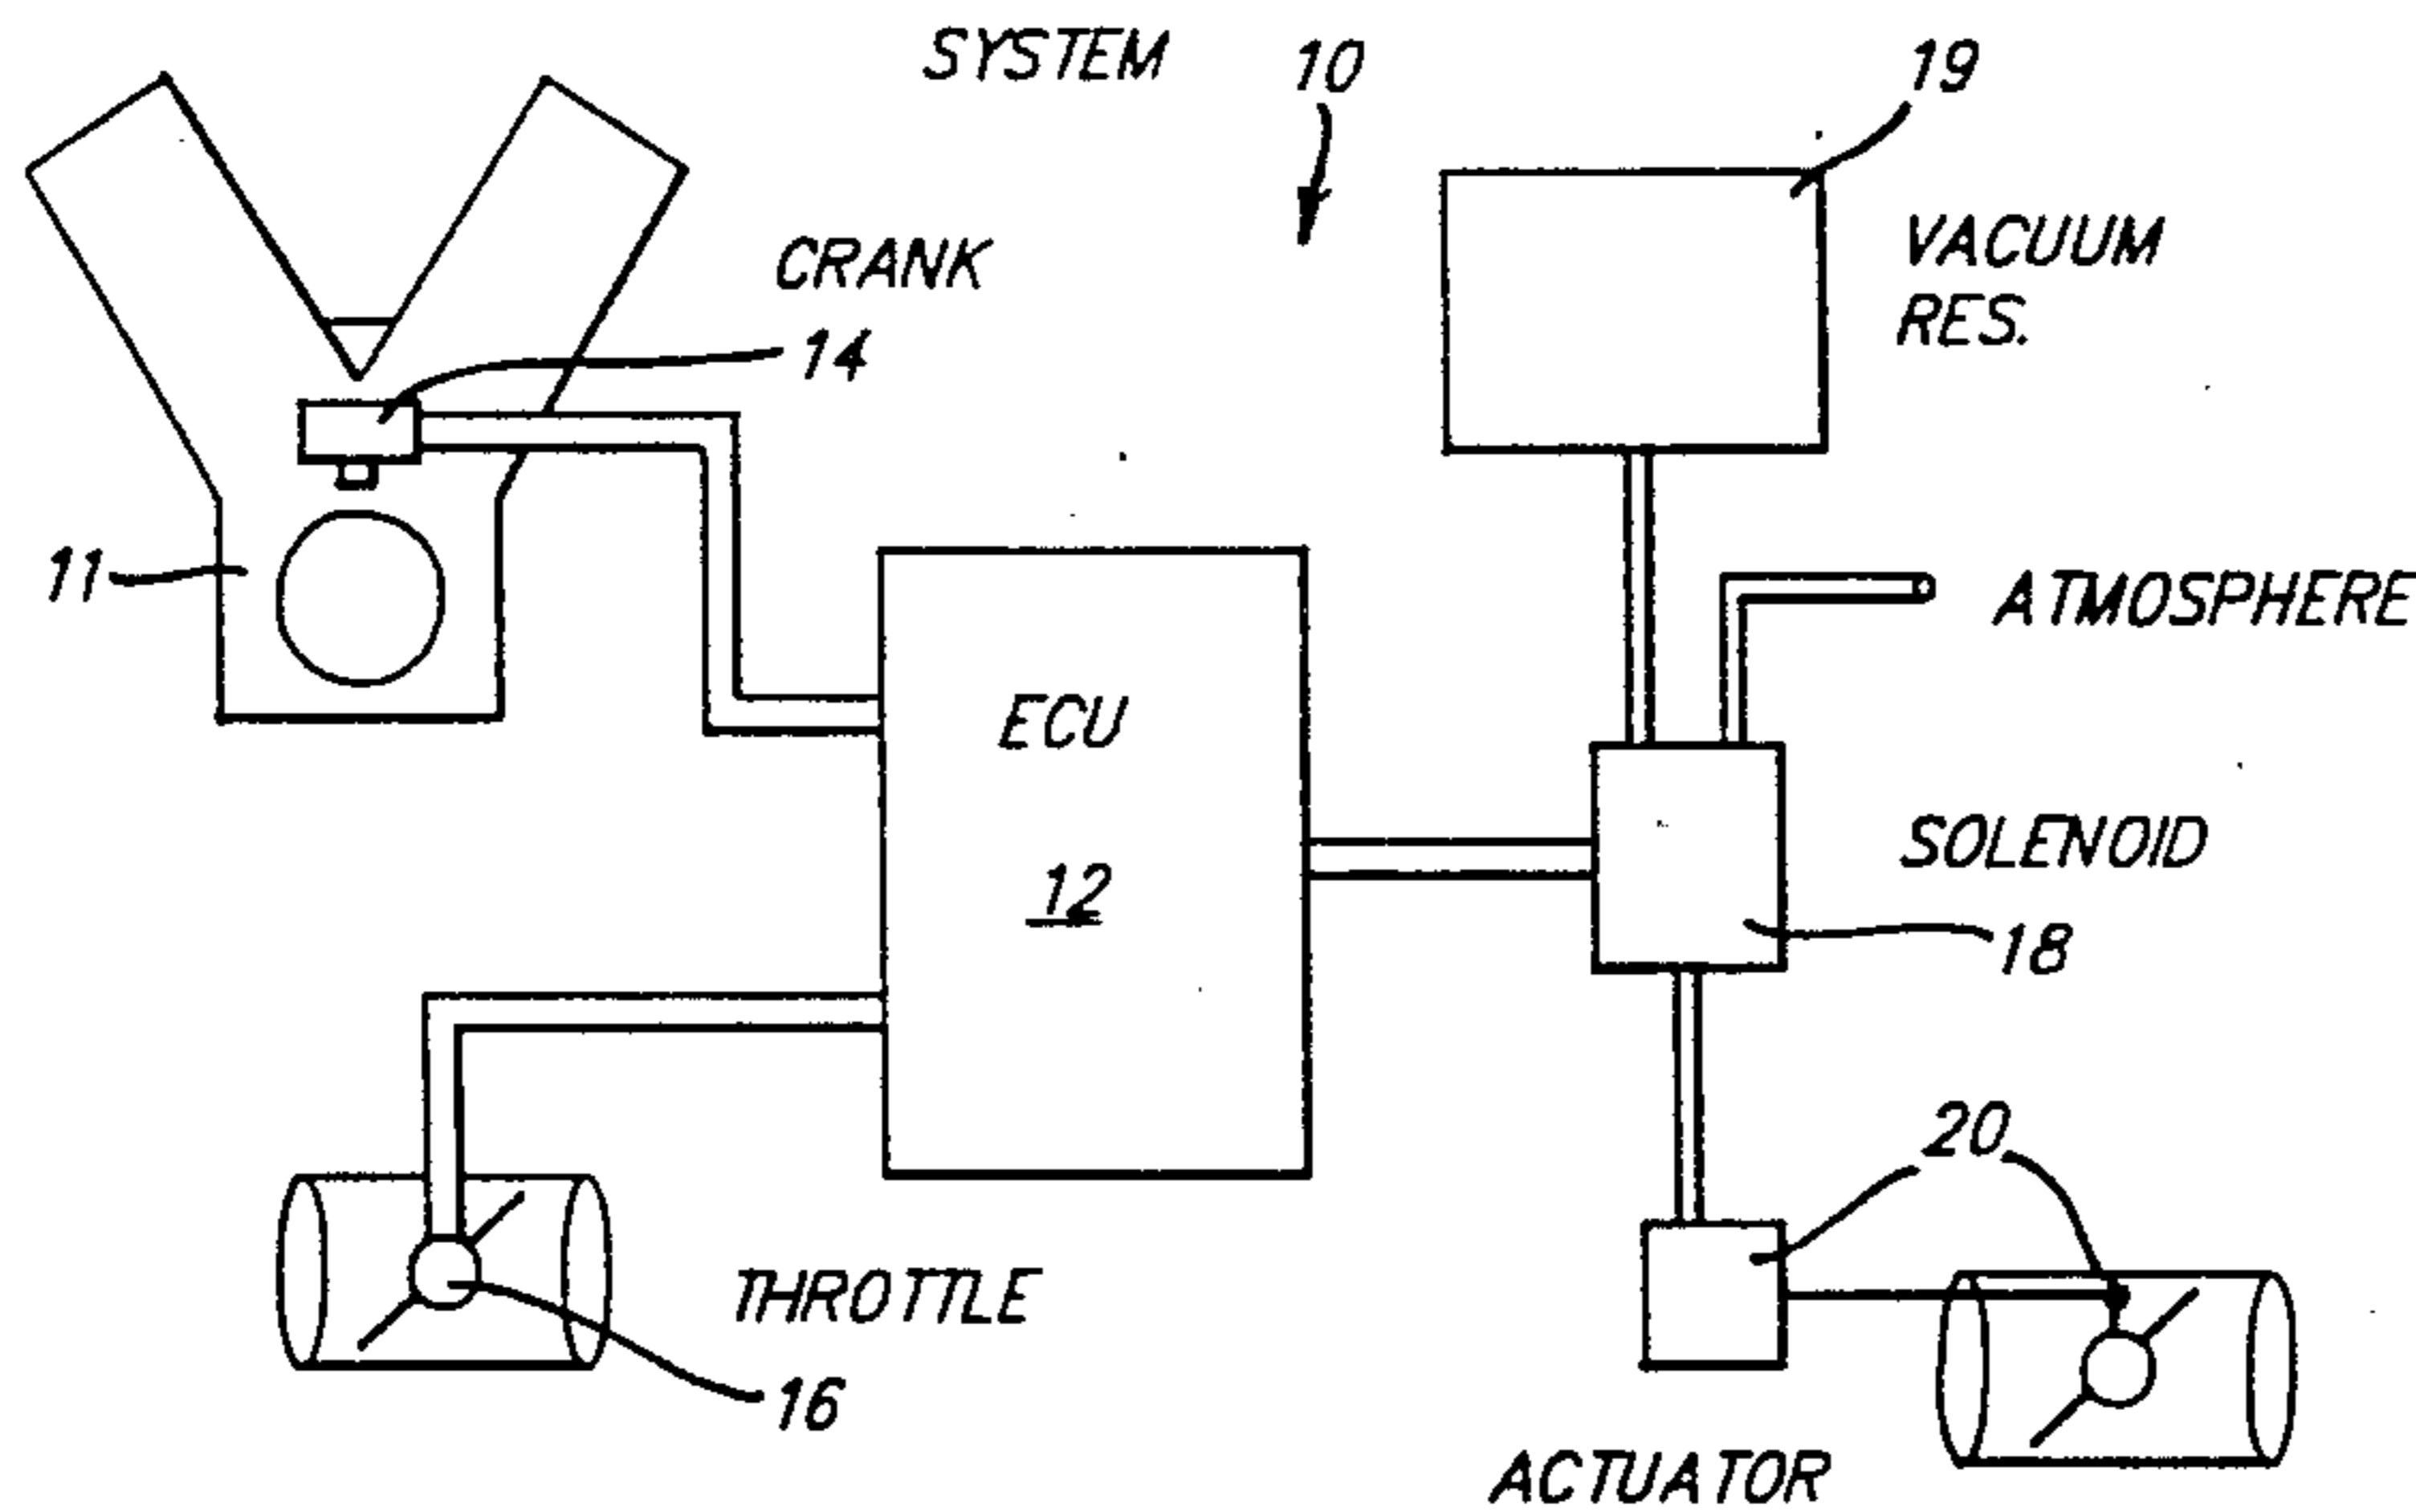 SYSTEM
10
19
CRANK
14
VACUUM
RES.
11
ATMOSPHERE
ECU
12
SOLENOID
18
20
THROTTLE
16
ACTUATOR